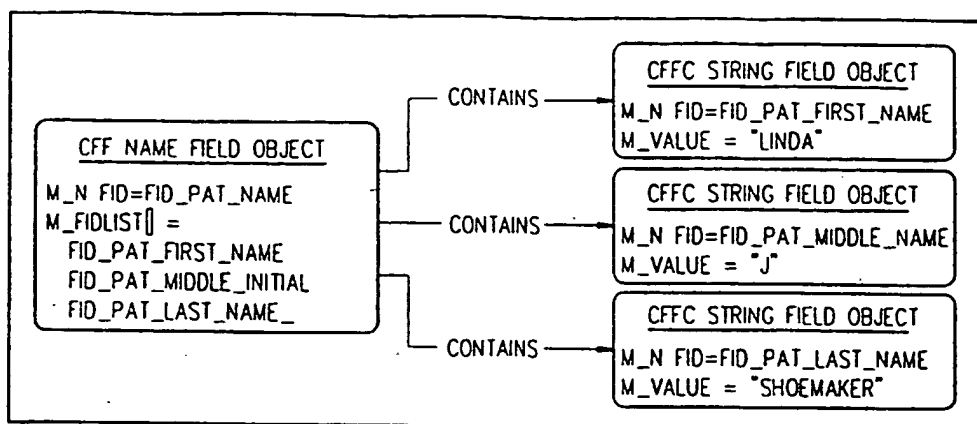 CFF NAME FIELD OBJECT
M_N FID=FID_PAT_NAME
M_FIDLIST[] =
FID_PAT_FIRST_NAME
FID_PAT_MIDDLE_INITIAL
FID_PAT_LAST_NAME_
CONTAINS
CFFC STRING FIELD OBJECT
M_N FID=FID_PAT_FIRST_NAME
M_VALUE = "LINDA"
CONTAINS
CFFC STRING FIELD OBJECT
M_N FID=FID_PAT_MIDDLE_NAME
M_VALUE = "J"
CONTAINS
CFFC STRING FIELD OBJECT
M_N FID=FID_PAT_LAST_NAME
M_VALUE = "SHOEMAKER"